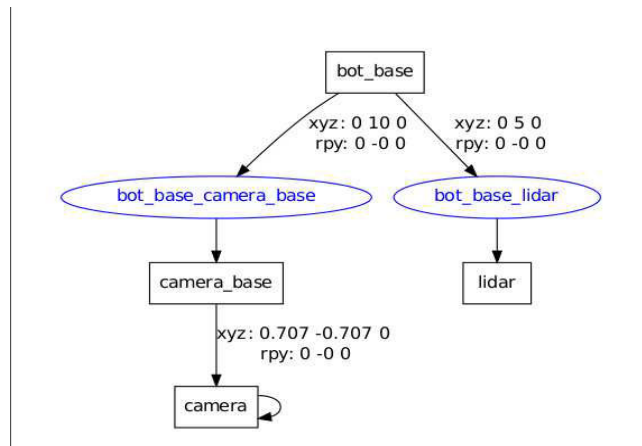 bot_base
xyz: 0 10 0
rpy: 0 -0 0
xyz: 0 5 0
rpy: 0 -0 0
bot_base_camera_base
bot_base_lidar
camera_base
lidar
xyz: 0.707 -0.707 0
rpy: 0 -0 0
camera